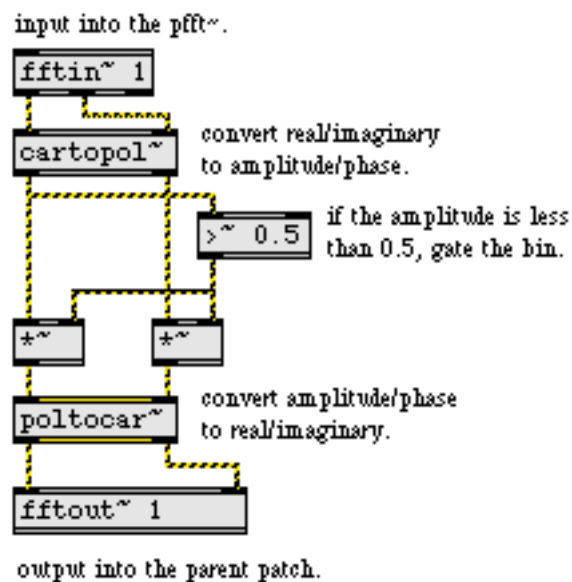 input into the pfft~.
fftin~ 1
convert real/imaginary
cartopol~
to amplitude/phase.
if the amplitude is less
>~ 0.5
than 0.5, gate the bin.
*~ *~
convert amplitude/phase
poltocar~
to real/imaginary.
fftout~ 1
output into the parent patch.